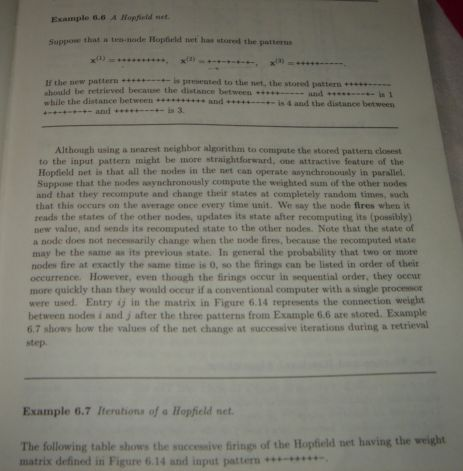 Example 6.6 A Hopfield net.
Suppose that a ten-node Hopfield net has stored the patterns
x(1) = ++++++++++, x(2) = +-+-+-+-+-, x(3) = +++++-----.
If the new pattern +++++---+- is presented to the net, the stored pattern +++++-----
should be retrieved because the distance between +++++----- and +++++---+- is 1
while the distance between ++++++++++ and +++++---+- is 4 and the distance between
+-+-+-+-+- and +++++---+- is 3.
Although using a nearest neighbor algorithm to compute the stored pattern closest
to the input pattern might be more straightforward, one attractive feature of the
Hopfield net is that all the nodes in the net can operate asynchronously in parallel.
Suppose that the nodes asynchronously compute the weighted sum of the other nodes
and that they recompute and change their states at completely random times, such
that this occurs on the average once every time unit. We say the node fires when it
reads the states of the other nodes, updates its state after recomputing its (possibly)
new value, and sends its recomputed state to the other nodes. Note that the state of
a node does not necessarily change when the node fires, because the recomputed state
may be the same as its previous state. In general the probability that two or more
nodes fire at exactly the same time is 0, so the firings can be listed in order of their
occurrence. However, even though the firings occur in sequential order, they occur
more quickly than they would occur if a conventional computer with a single processor
were used. Entry ij in the matrix in Figure 6.14 represents the connection weight
between nodes i and j after the three patterns from Example 6.6 are stored. Example
6.7 shows how the values of the net change at successive iterations during a retrieval
step.
Example 6.7 Iterations of a Hopfield net.
The following table shows the successive firings of the Hopfield net having the weight
matrix defined in Figure 6.14 and input pattern